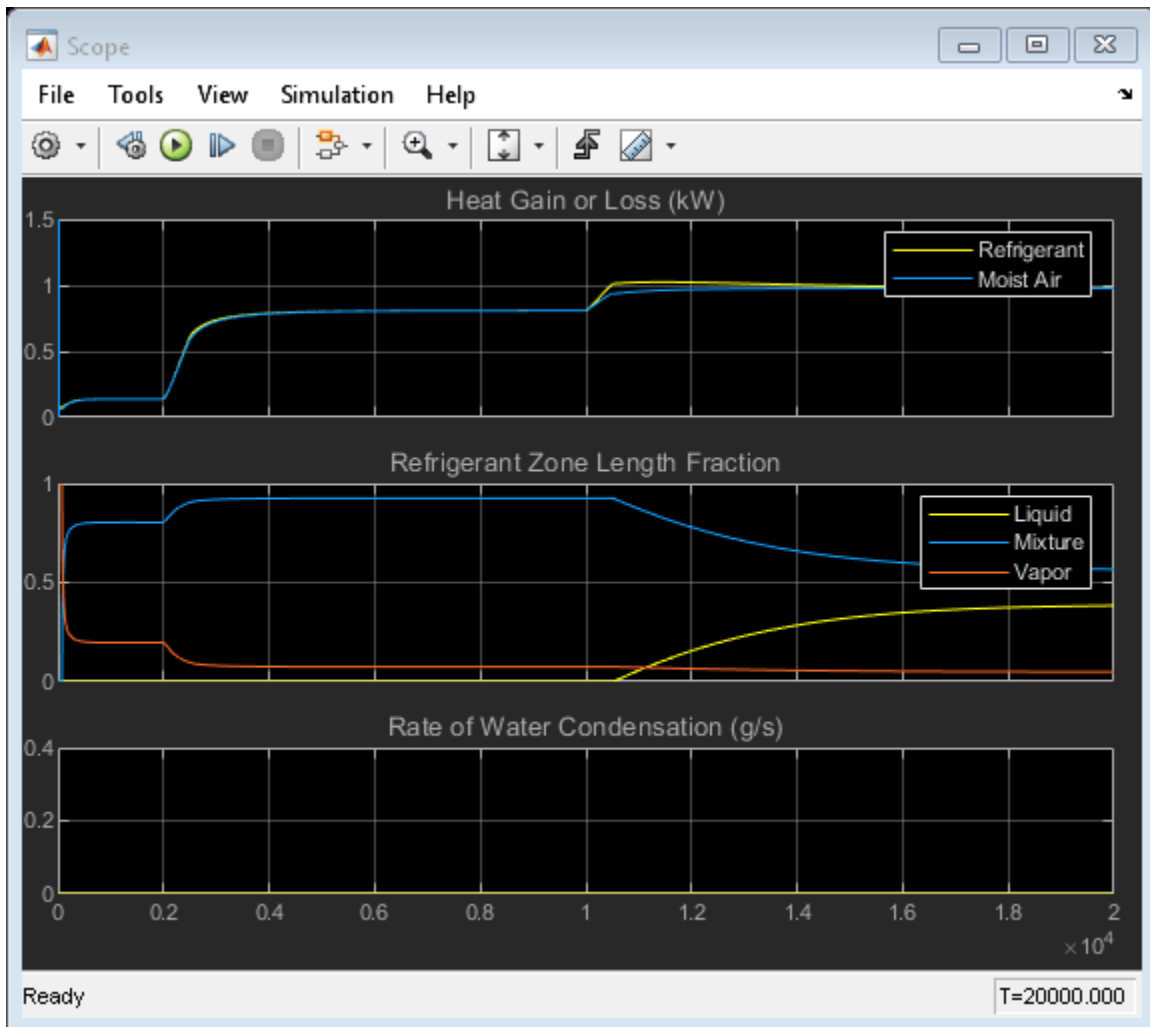 Scope
File Tools View Simulation Help
Heat Gain or Loss (kW)
1.5
1
0.5
0
Refrigerant
Moist Air
Refrigerant Zone Length Fraction
1
0.5
0
Liquid
Mixture
Vapor
Rate of Water Condensation (g/s)
0.4
0.2
0
0 0.2 0.4 0.6 0.8 1 1.2 1.4 1.6 1.8 2
×10⁴
Ready T=20000.000